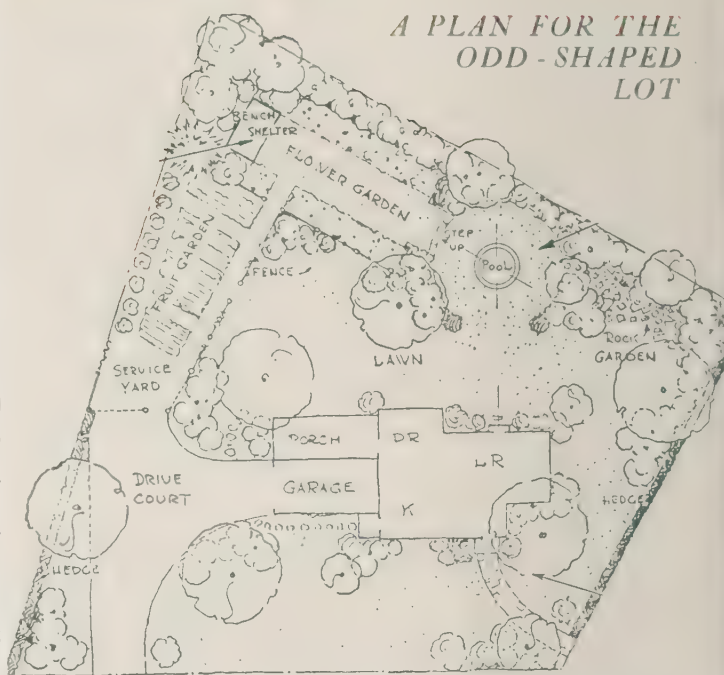 A PLAN FOR THE
ODD-SHAPED
LOT
BENCH
SHELTER
FLOWER GARDEN
STEP
UP
POOL
FRUIT GARDEN
FENCE
LAWN
ROCK
GARDEN
SERVICE
YARD
PORCH
DR
LR
DRIVE
COURT
GARAGE
K
HEDGE
HEDGE